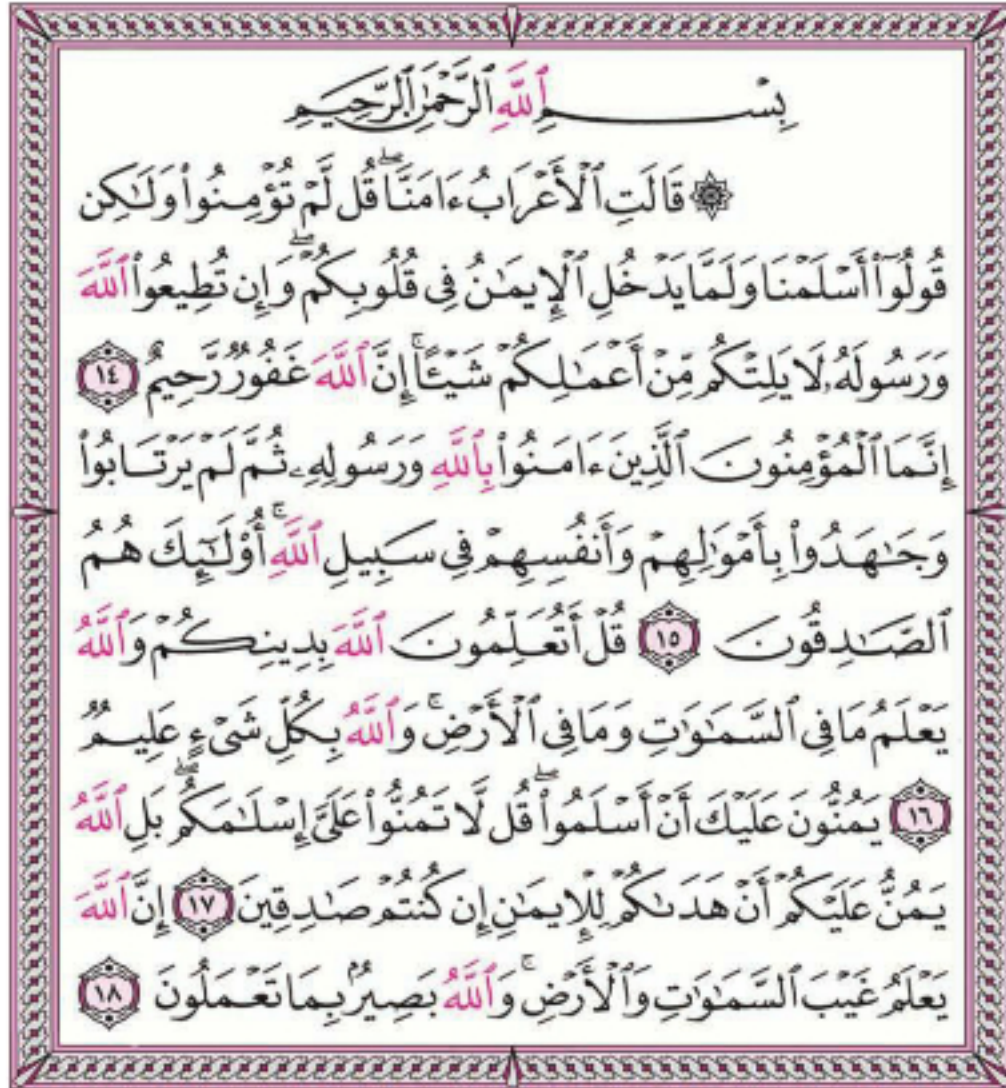 بِسْمِ ٱللَّهِ ٱلرَّحْمَٰنِ ٱلرَّحِيمِ
۞ قَالَتِ ٱلْأَعْرَابُ ءَامَنَّا ۖ قُل لَّمْ تُؤْمِنُوا۟ وَلَٰكِن
قُولُوٓا۟ أَسْلَمْنَا وَلَمَّا يَدْخُلِ ٱلْإِيمَٰنُ فِى قُلُوبِكُمْ ۖ وَإِن تُطِيعُوا۟ ٱللَّهَ
وَرَسُولَهُۥ لَا يَلِتْكُم مِّنْ أَعْمَٰلِكُمْ شَيْـًٔا ۚ إِنَّ ٱللَّهَ غَفُورٌ رَّحِيمٌ ١٤
إِنَّمَا ٱلْمُؤْمِنُونَ ٱلَّذِينَ ءَامَنُوا۟ بِٱللَّهِ وَرَسُولِهِۦ ثُمَّ لَمْ يَرْتَابُوا۟
وَجَٰهَدُوا۟ بِأَمْوَٰلِهِمْ وَأَنفُسِهِمْ فِى سَبِيلِ ٱللَّهِ ۚ أُو۟لَٰٓئِكَ هُمُ
ٱلصَّٰدِقُونَ ١٥ قُلْ أَتُعَلِّمُونَ ٱللَّهَ بِدِينِكُمْ وَٱللَّهُ
يَعْلَمُ مَا فِى ٱلسَّمَٰوَٰتِ وَمَا فِى ٱلْأَرْضِ ۚ وَٱللَّهُ بِكُلِّ شَىْءٍ عَلِيمٌ
١٦ يَمُنُّونَ عَلَيْكَ أَنْ أَسْلَمُوا۟ ۖ قُل لَّا تَمُنُّوا۟ عَلَىَّ إِسْلَٰمَكُم ۖ بَلِ ٱللَّهُ
يَمُنُّ عَلَيْكُمْ أَنْ هَدَىٰكُمْ لِلْإِيمَٰنِ إِن كُنتُمْ صَٰدِقِينَ ١٧ إِنَّ ٱللَّهَ
يَعْلَمُ غَيْبَ ٱلسَّمَٰوَٰتِ وَٱلْأَرْضِ ۚ وَٱللَّهُ بَصِيرٌۢ بِمَا تَعْمَلُونَ ١٨